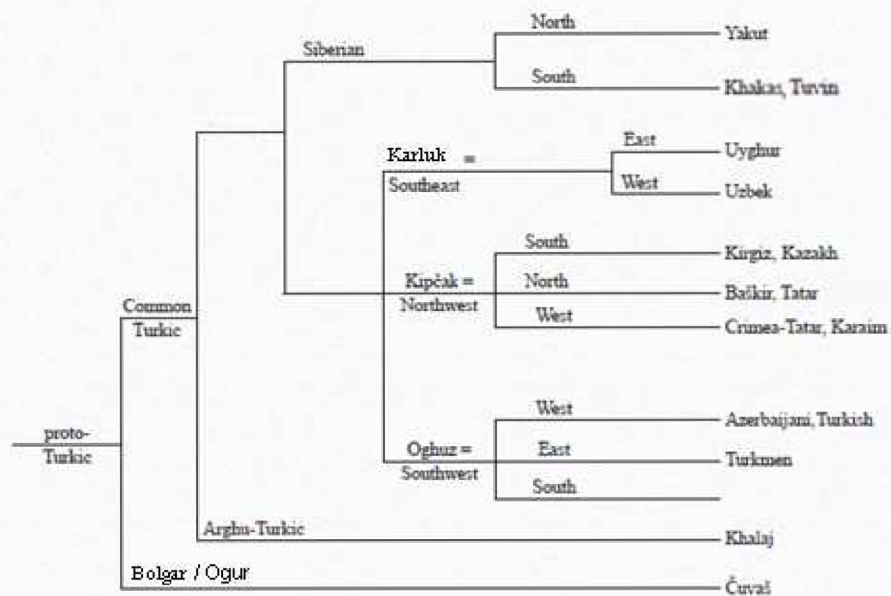 North
Yakut
Siberian
South
Khakas, Tuvin
East
Uyghur
Karluk =
Southeast
West
Uzbek
South
Kirgiz, Kazakh
Kipčak =
Northwest
North
Baškir, Tatar
West
Crimea-Tatar, Karaim
Common
Turkic
West
Azerbaijani, Turkish
proto-
Turkic
Oghuz =
Southwest
East
Turkmen
South
Arghu-Turkic
Khalaj
Bolgar / Ogur
Čuvaš